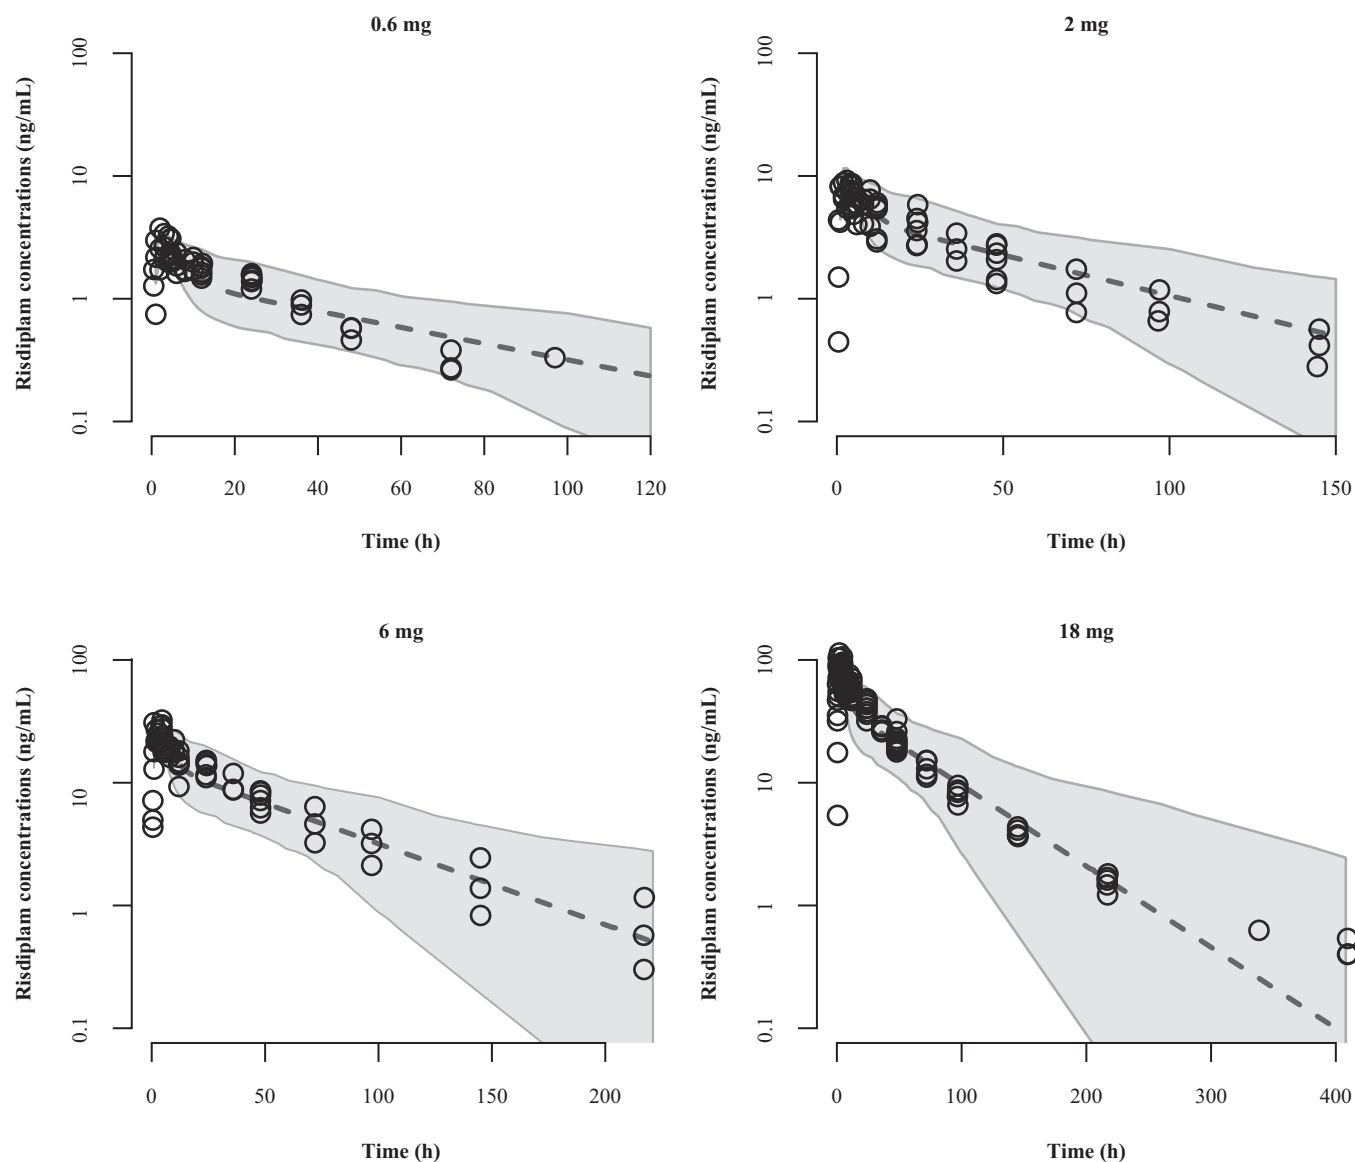 0.6 mg
Risdiplam concentrations (ng/mL)
100
10
1
0.1
0 20 40 60 80 100 120
Time (h)
2 mg
Risdiplam concentrations (ng/mL)
100
10
1
0.1
0 50 100 150
Time (h)
6 mg
Risdiplam concentrations (ng/mL)
100
10
1
0.1
0 50 100 150 200
Time (h)
18 mg
Risdiplam concentrations (ng/mL)
100
10
1
0.1
0 100 200 300 400
Time (h)